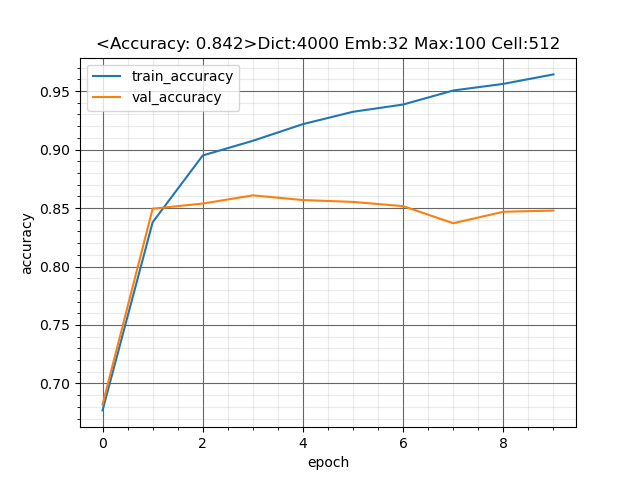 <Accuracy: 0.842>Dict:4000 Emb:32 Max:100 Cell:512
train_accuracy
val_accuracy
0.95
0.90
0.85
0.80
0.75
0.70
accuracy
0 2 4 6 8
epoch